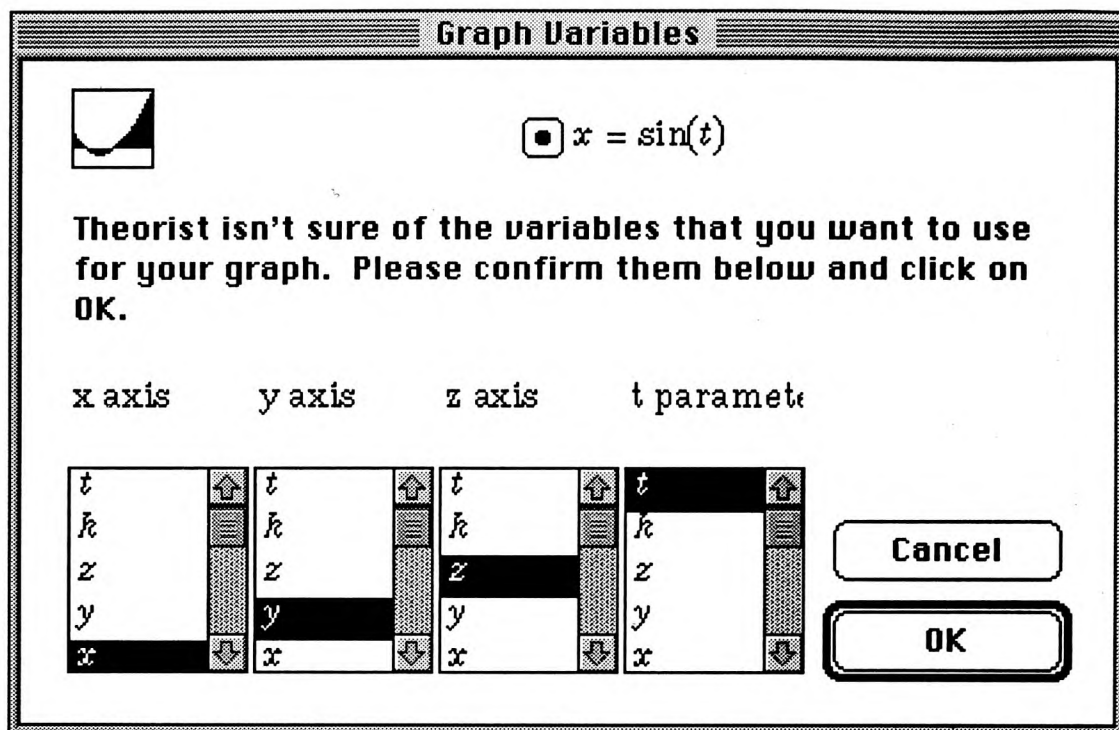 Graph Variables
x = sin(t)
Theorist isn't sure of the variables that you want to use
for your graph. Please confirm them below and click on
OK.
x axis y axis z axis t paramete
t t t t
k k k k
z z z z
y y y y
x x x x
Cancel
OK